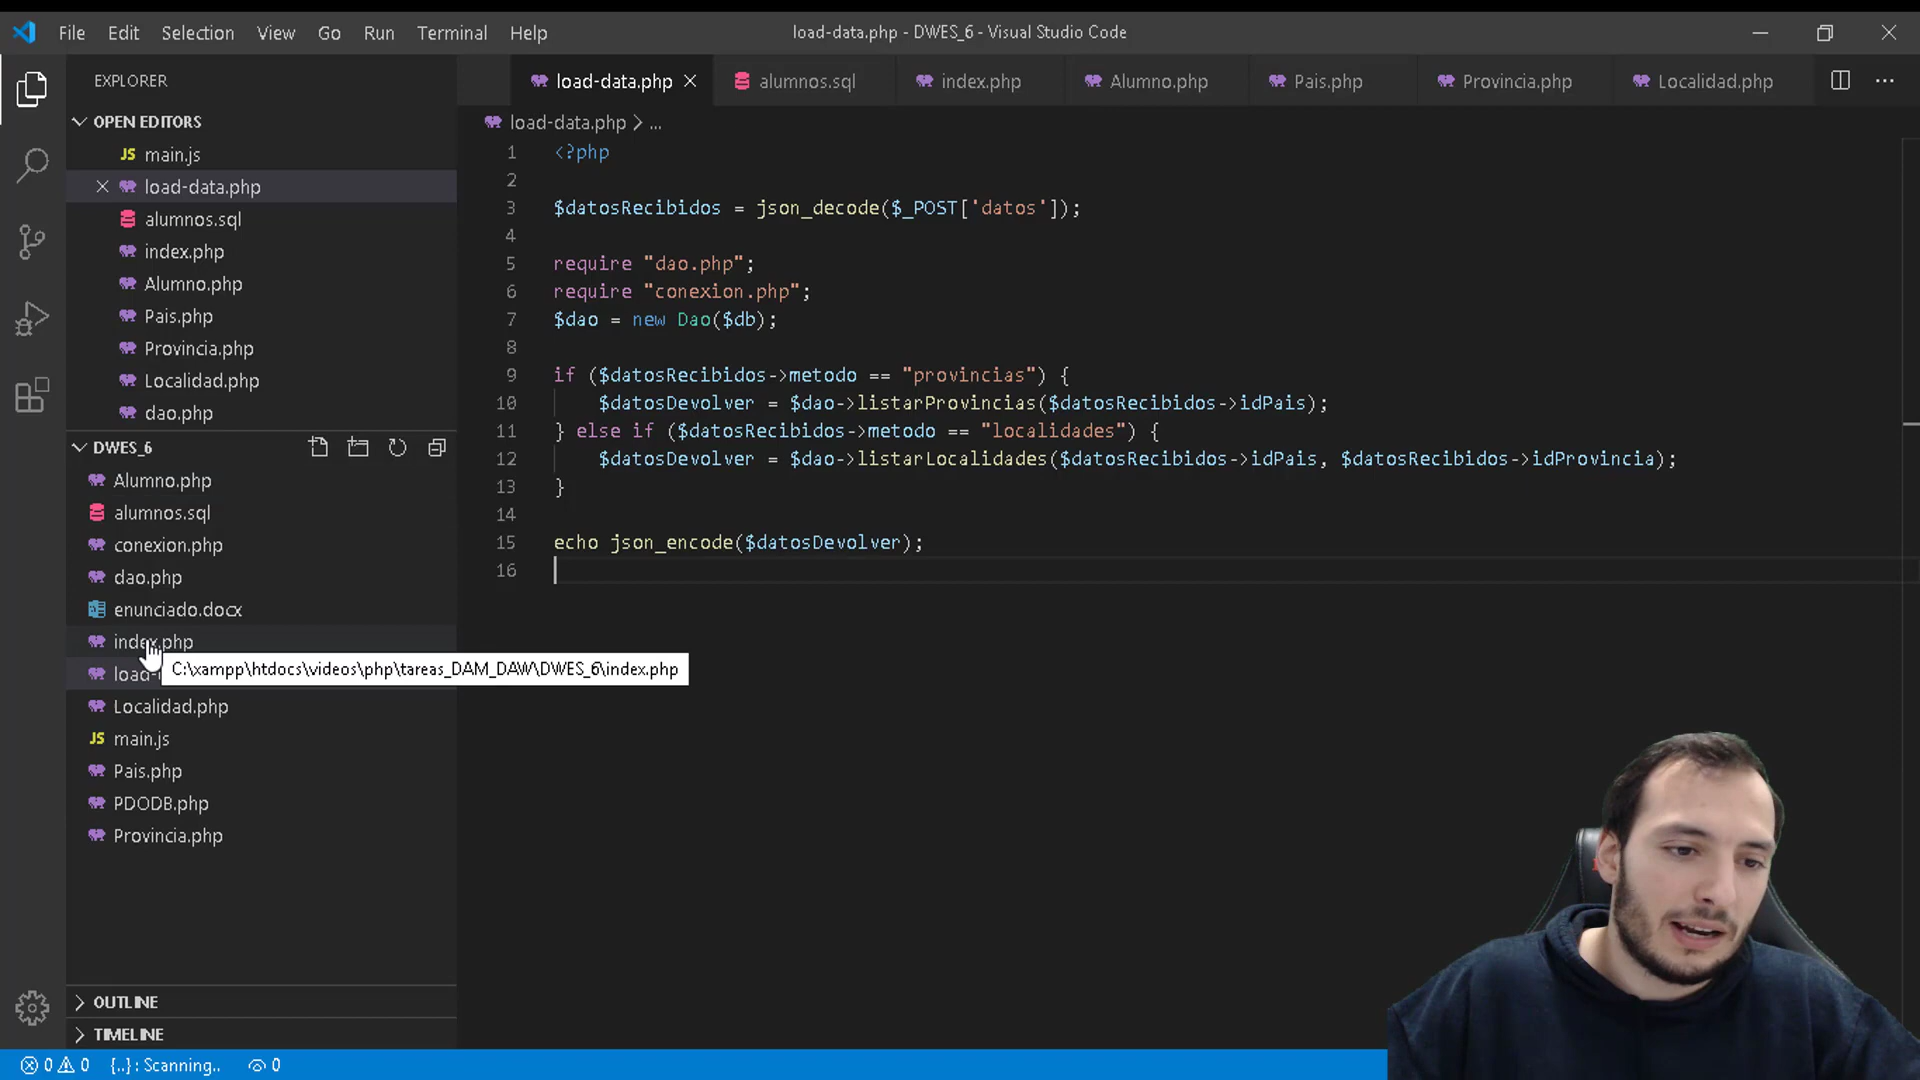 File Edit Selection View Go Run Terminal Help
load-data.php - DWES_6 - Visual Studio Code
EXPLORER
OPEN EDITORS
JS main.js
load-data.php
alumnos.sql
index.php
Alumno.php
Pais.php
Provincia.php
Localidad.php
dao.php
DWES_6
Alumno.php
alumnos.sql
conexion.php
dao.php
enunciado.docx
index.php
load-
C:\xampp\htdocs\videos\php\tareas_DAM_DAW\DWES_6\index.php
Localidad.php
JS main.js
Pais.php
PDODB.php
Provincia.php
OUTLINE
TIMELINE
load-data.php alumnos.sql index.php Alumno.php Pais.php Provincia.php Localidad.php
load-data.php > ...
1 <?php
2
3 $datosRecibidos = json_decode($_POST['datos']);
4
5 require "dao.php";
6 require "conexion.php";
7 $dao = new Dao($db);
8
9 if ($datosRecibidos->metodo == "provincias") {
10 $datosDevolver = $dao->listarProvincias($datosRecibidos->idPais);
11 } else if ($datosRecibidos->metodo == "localidades") {
12 $datosDevolver = $dao->listarLocalidades($datosRecibidos->idPais, $datosRecibidos->idProvincia);
13 }
14
15 echo json_encode($datosDevolver);
16
0 0 {..} : Scanning.. 0